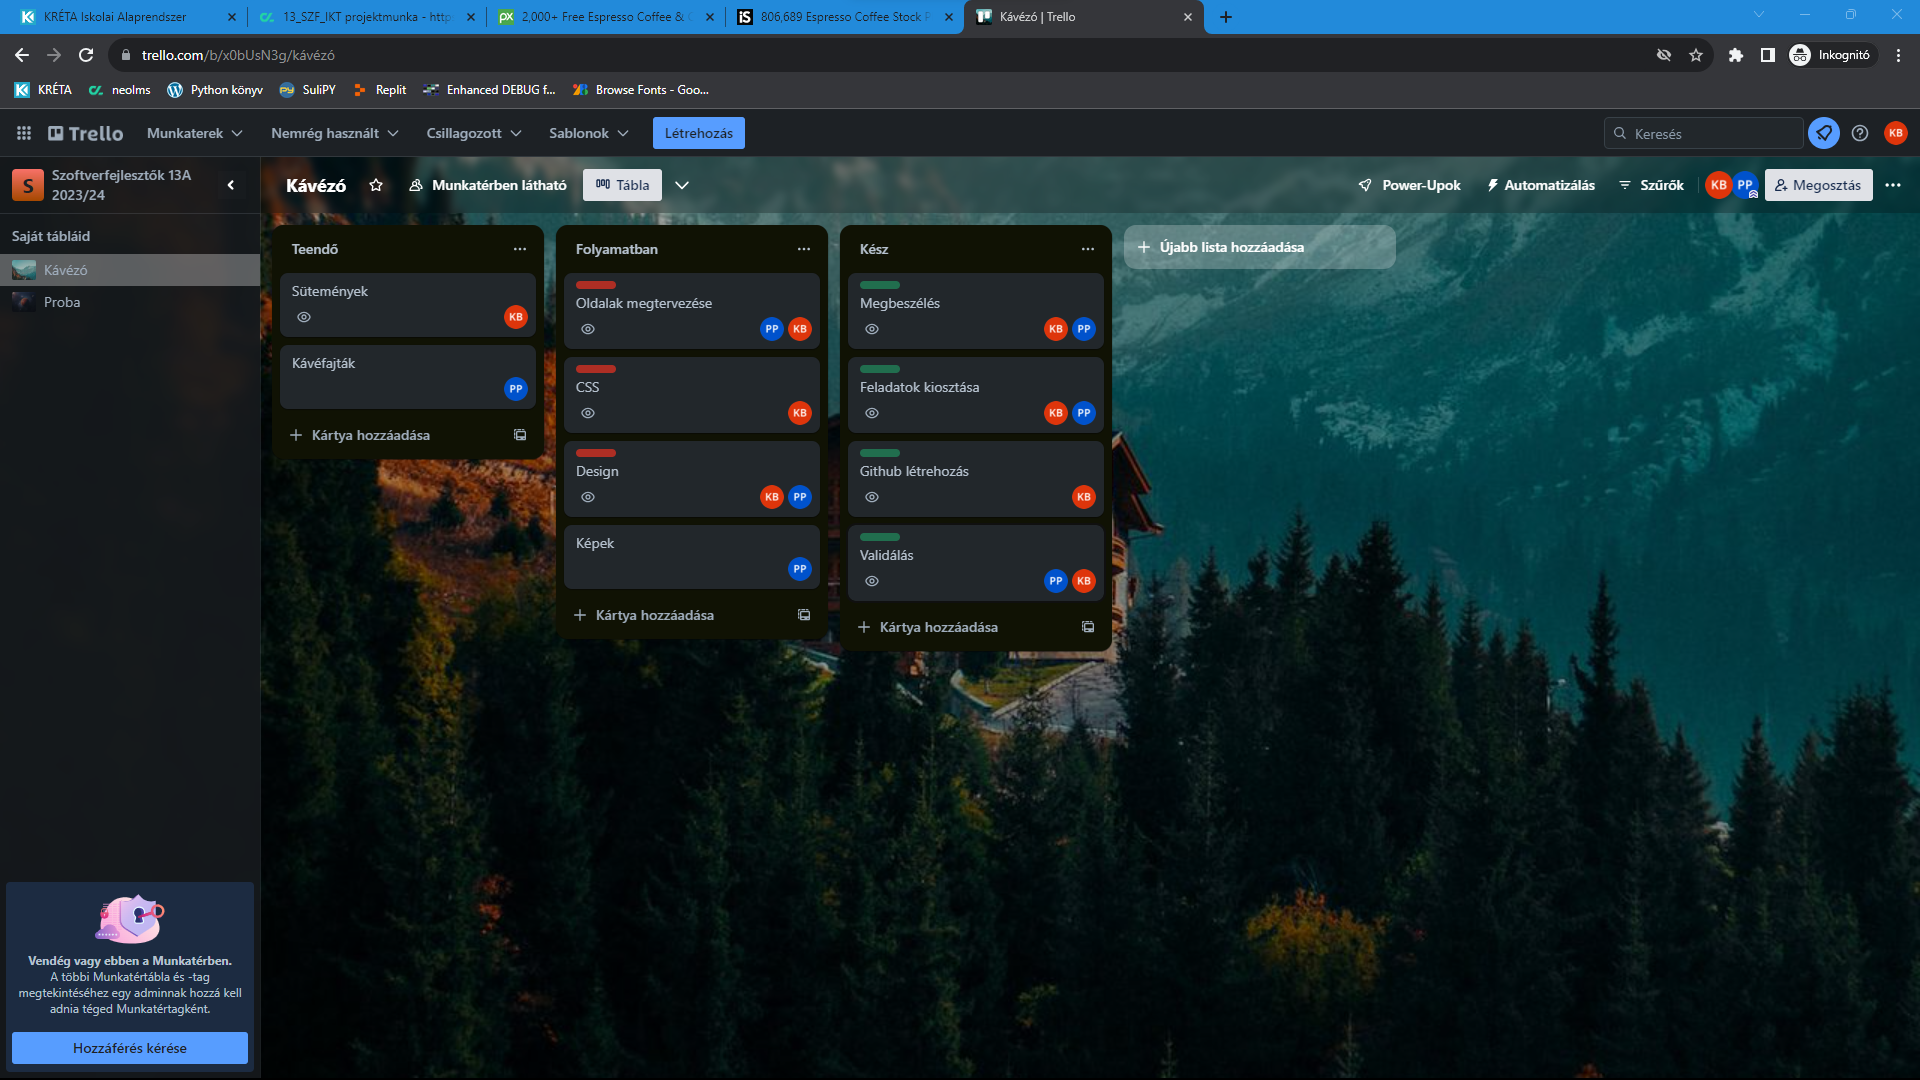 KRÉTA Iskolai Alaprendszer
13_SZF_IKT projektmunka - http
2,000+ Free Espresso Coffee &
806,689 Espresso Coffee Stock P
Kávézó | Trello
trello.com/b/x0bUsN3g/kávézó
Inkognitó
KRÉTA
neolms
Python könyv
SuliPY
Replit
Enhanced DEBUG f...
Browse Fonts - Goo...
Trello
Munkaterek
Nemrég használt
Csillagozott
Sablonok
Létrehozás
Keresés
KB
S
Szoftverfejlesztők 13A
2023/24
Kávézó
Munkatérben látható
Tábla
Power-Upok
Automatizálás
Szűrők
KB
PP
Megosztás
Saját tábláid
Kávézó
Proba
Teendő
Sütemények
KB
Kávéfajták
PP
Kártya hozzáadása
Folyamatban
Oldalak megtervezése
PP
KB
CSS
KB
Design
KB
PP
Képek
PP
Kártya hozzáadása
Kész
Megbeszélés
KB
PP
Feladatok kiosztása
KB
PP
Github létrehozás
KB
Validálás
PP
KB
Kártya hozzáadása
Újabb lista hozzáadása
Vendég vagy ebben a Munkatérben.
A többi Munkatértábla és -tag
megtekintéséhez egy adminnak hozzá kell
adnia téged Munkatértagként.
Hozzáférés kérése